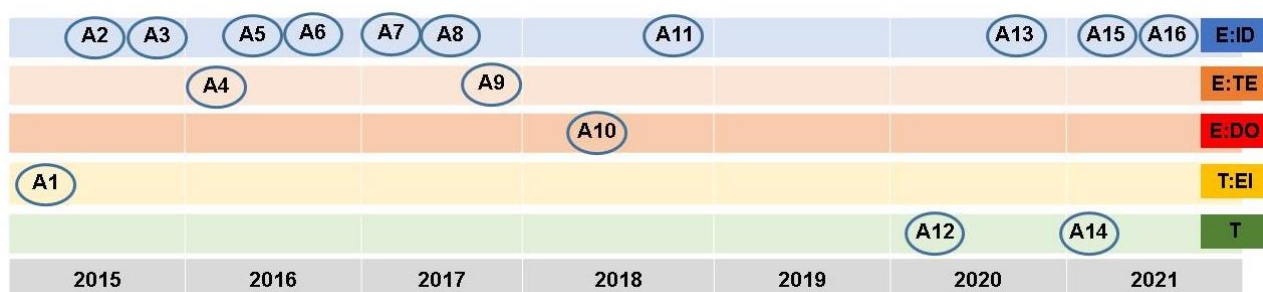 A2 A3 A5 A6 A7 A8 A11 A13 A15 A16 E:ID
A4 A9 E:TE
A10 E:DO
A1 T:EI
A12 A14 T
2015 2016 2017 2018 2019 2020 2021